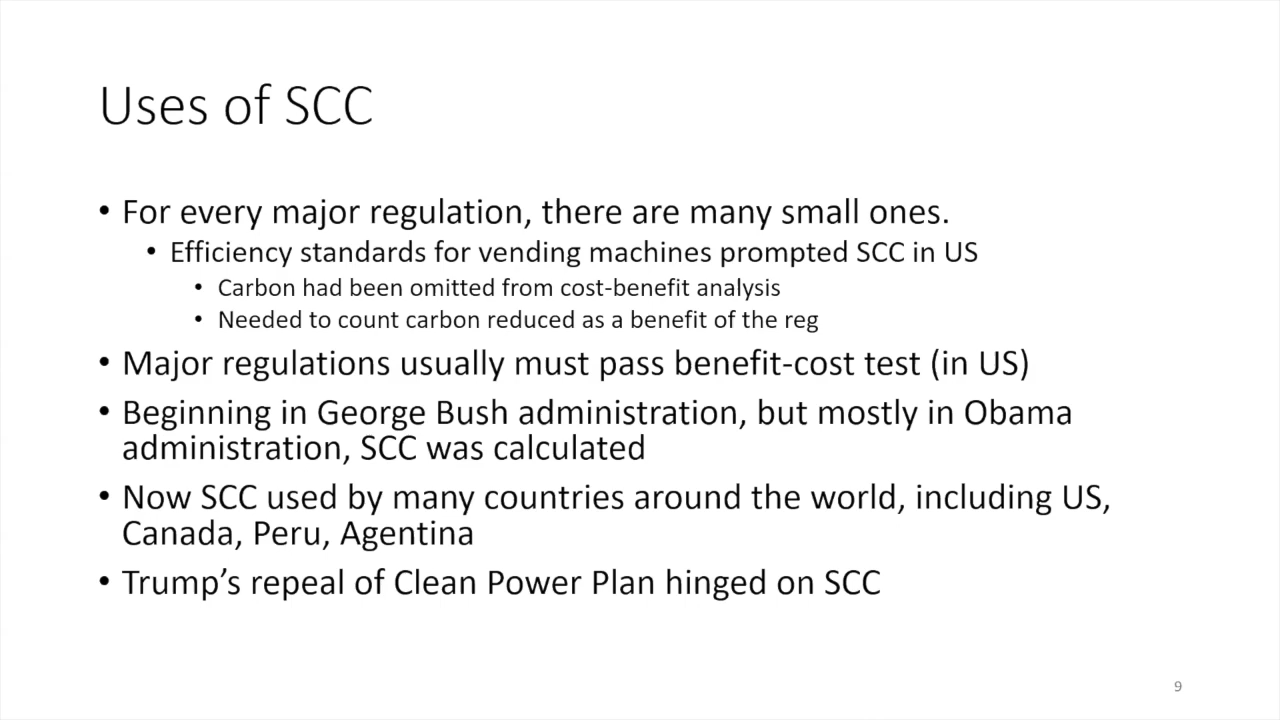 Uses of SCC
• For every major regulation, there are many small ones.
• Efficiency standards for vending machines prompted SCC in US
• Carbon had been omitted from cost-benefit analysis
• Needed to count carbon reduced as a benefit of the reg
• Major regulations usually must pass benefit-cost test (in US)
• Beginning in George Bush administration, but mostly in Obama
administration, SCC was calculated
• Now SCC used by many countries around the world, including US,
Canada, Peru, Agentina
• Trump’s repeal of Clean Power Plan hinged on SCC
9